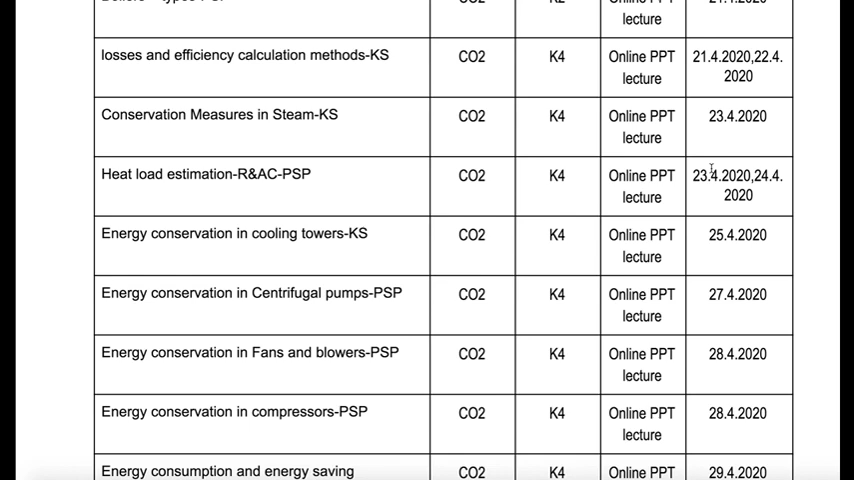 lecture
losses and efficiency calculation methods-KS CO2 K4 Online PPT 21.4.2020,22.4.
lecture 2020
Conservation Measures in Steam-KS CO2 K4 Online PPT 23.4.2020
lecture
Heat load estimation-R&AC-PSP CO2 K4 Online PPT 23.4.2020,24.4.
lecture 2020
Energy conservation in cooling towers-KS CO2 K4 Online PPT 25.4.2020
lecture
Energy conservation in Centrifugal pumps-PSP CO2 K4 Online PPT 27.4.2020
lecture
Energy conservation in Fans and blowers-PSP CO2 K4 Online PPT 28.4.2020
lecture
Energy conservation in compressors-PSP CO2 K4 Online PPT 28.4.2020
lecture
Energy consumption and energy saving CO2 K4 Online PPT 29.4.2020